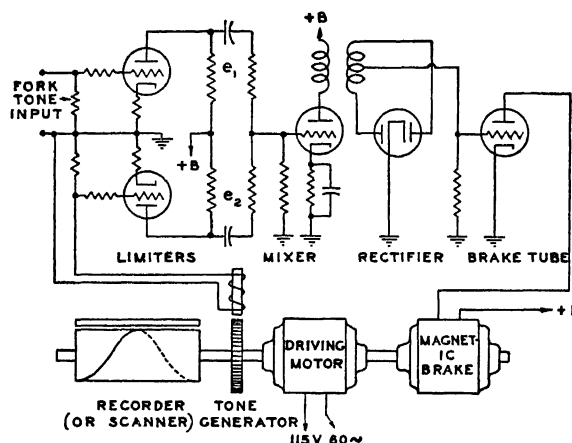 +B
FORK
TONE
INPUT
e1
e2
+B
LIMITERS
MIXER
RECTIFIER
BRAKE TUBE
DRIVING
MOTOR
MAGNET-
IC
BRAKE
RECORDER
(OR SCANNER)
TONE
GENERATOR
115V 60~